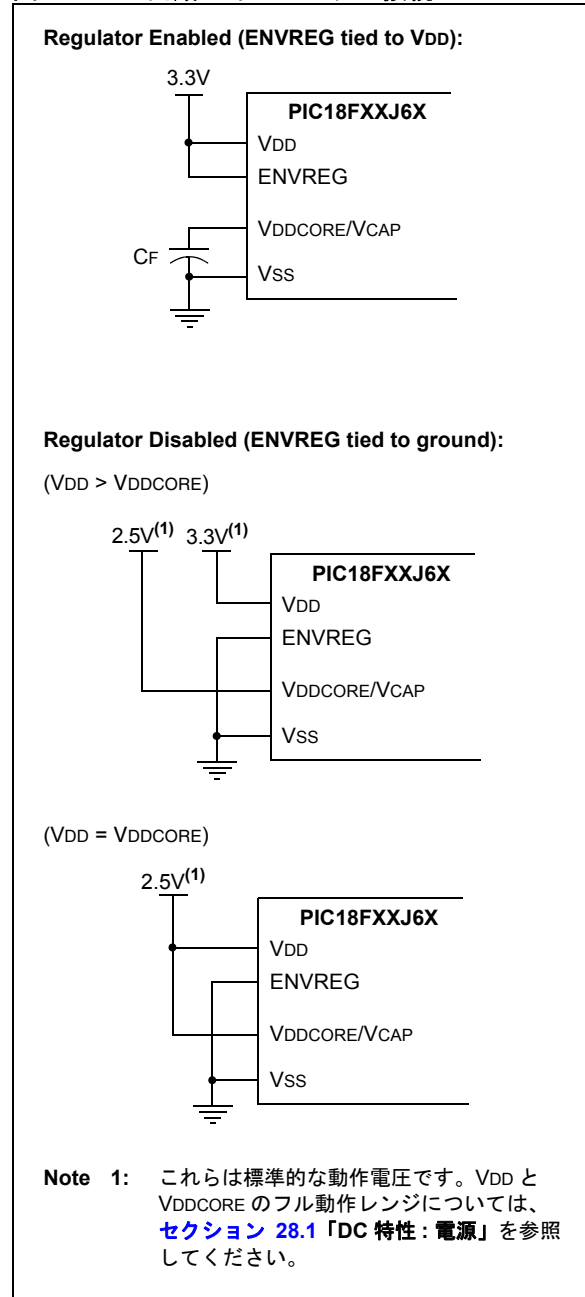 Regulator Enabled (ENVREG tied to VDD):
3.3V
PIC18FXXJ6X
VDD
ENVREG
VDDCORE/VCAP
CF
VSS
Regulator Disabled (ENVREG tied to ground):
(VDD > VDDCORE)
2.5V(1) 3.3V(1)
PIC18FXXJ6X
VDD
ENVREG
VDDCORE/VCAP
VSS
(VDD = VDDCORE)
2.5V(1)
PIC18FXXJ6X
VDD
ENVREG
VDDCORE/VCAP
VSS
Note 1: これらは標準的な動作電圧です。VDD と
VDDCORE のフル動作レンジについては、
セクション 28.1「DC 特性 : 電源」を参照
してください。